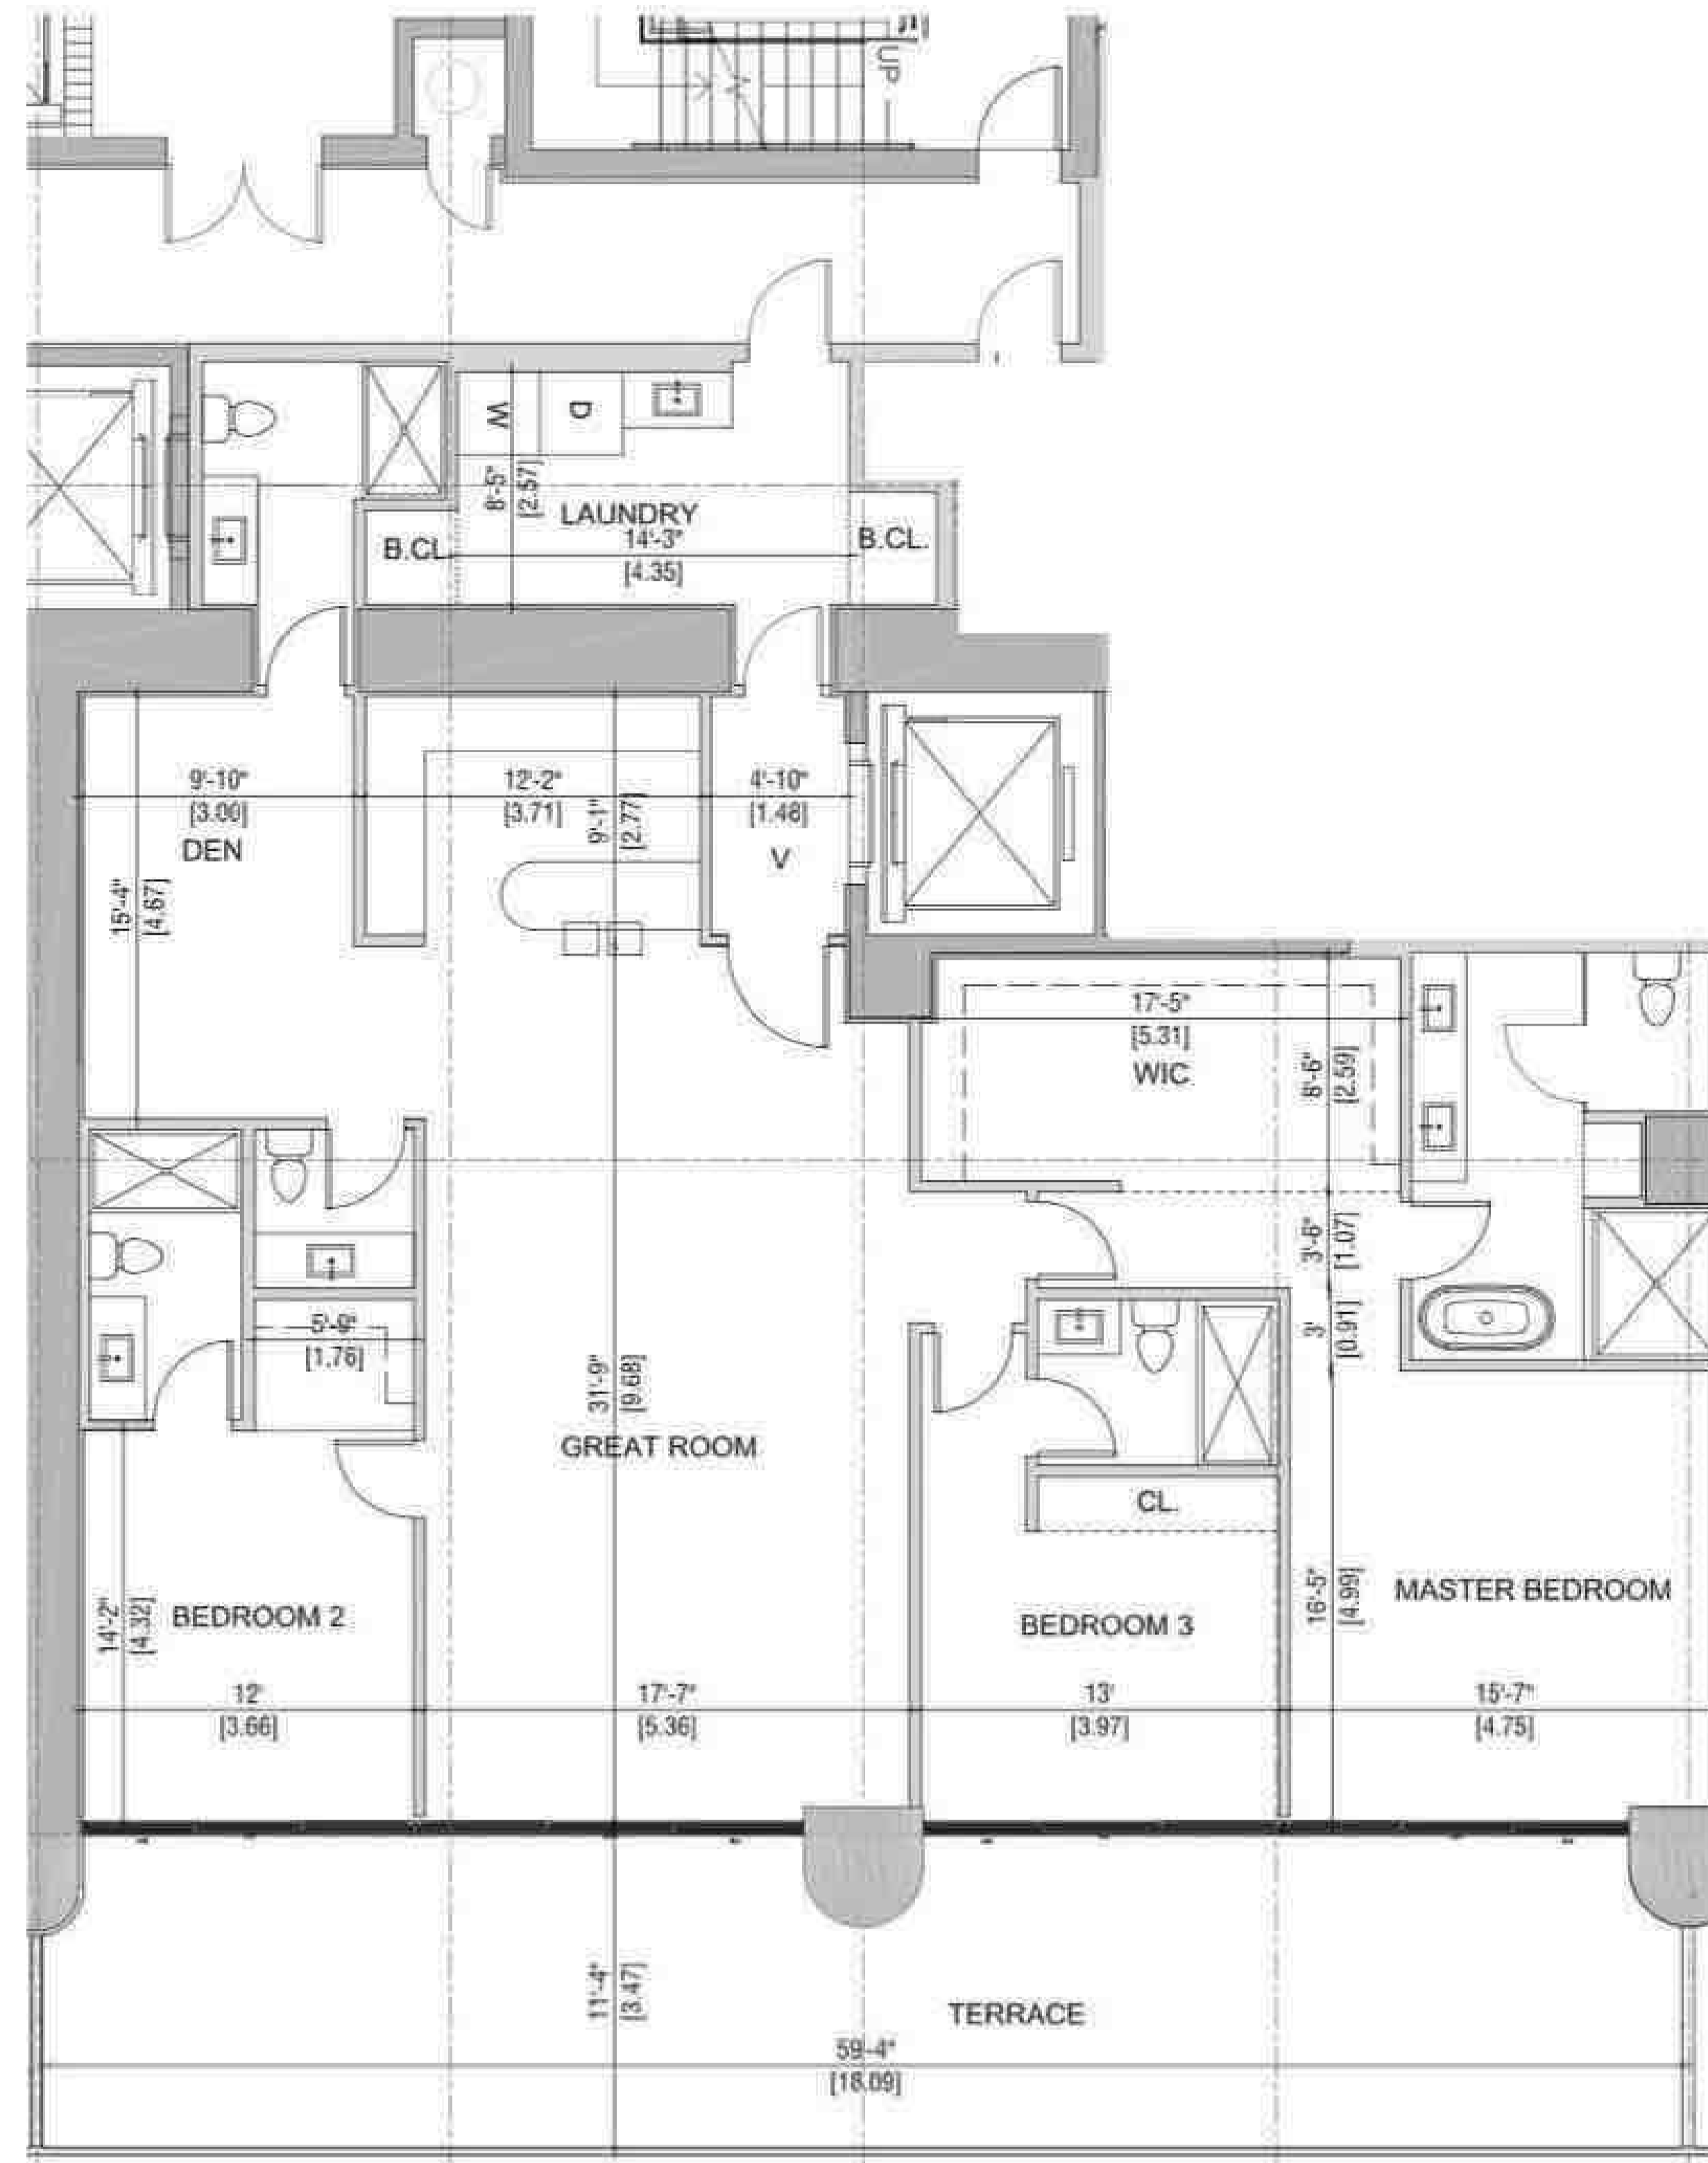 UP
W
D
8'-5"
[2.57]
LAUNDRY
14'-3"
[4.35]
B.CL.
B.CL.
9'-10"
[3.00]
DEN
15'-4"
[4.67]
12'-2"
[3.71]
9'-1"
[2.77]
4'-10"
[1.48]
V
17'-5"
[5.31]
WIC
8'-6"
[2.59]
3'-6"
[1.07]
3'
[0.91]
5'-9"
[1.76]
31'-9"
[9.68]
GREAT ROOM
CL.
14'-2"
[4.32]
BEDROOM 2
12'
[3.66]
17'-7"
[5.36]
BEDROOM 3
13'
[3.97]
16'-5"
[4.99]
MASTER BEDROOM
15'-7"
[4.75]
11'-4"
[3.47]
TERRACE
59'-4"
[18.09]